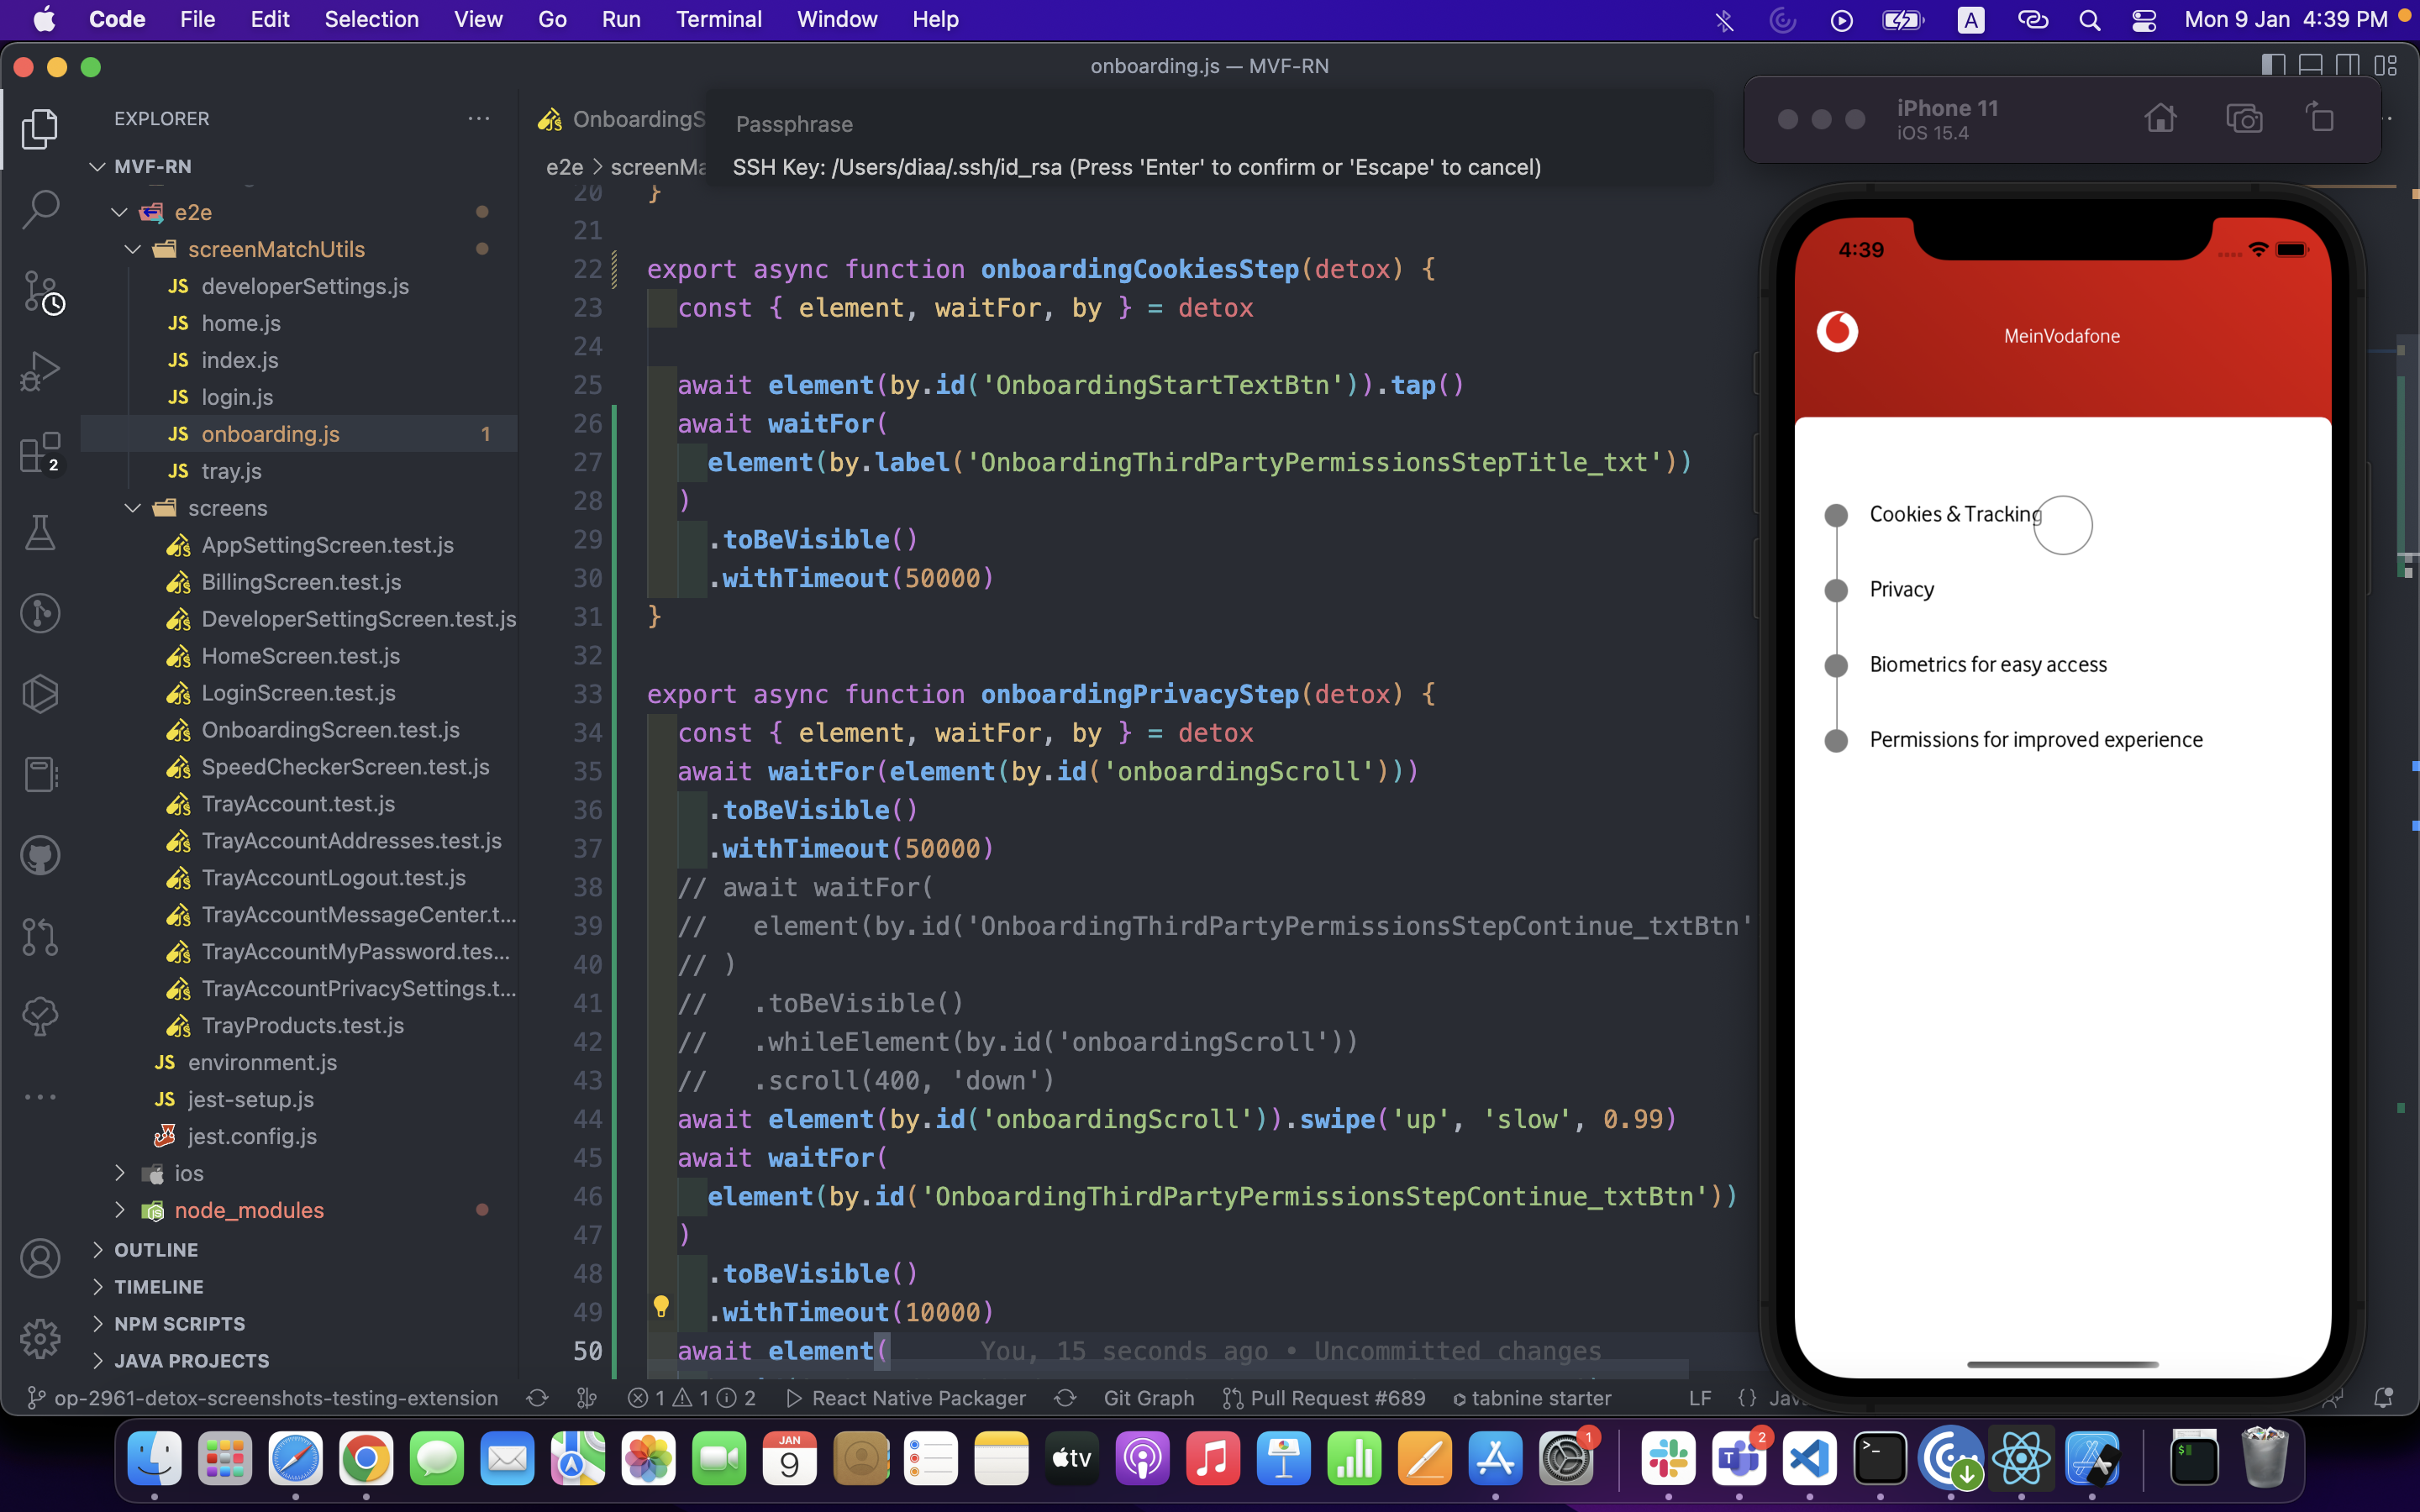 Code File Edit Selection View Go Run Terminal Window Help
A
Mon 9 Jan 4:39 PM
onboarding.js — MVF-RN
EXPLORER
MVF-RN
e2e
screenMatchUtils
JS developerSettings.js
JS home.js
JS index.js
JS login.js
JS onboarding.js 1
JS tray.js
screens
AppSettingScreen.test.js
BillingScreen.test.js
DeveloperSettingScreen.test.js
HomeScreen.test.js
LoginScreen.test.js
OnboardingScreen.test.js
SpeedCheckerScreen.test.js
TrayAccount.test.js
TrayAccountAddresses.test.js
TrayAccountLogout.test.js
TrayAccountMessageCenter.t...
TrayAccountMyPassword.tes...
TrayAccountPrivacySettings.t...
TrayProducts.test.js
JS environment.js
JS jest-setup.js
jest.config.js
ios
node_modules
OUTLINE
TIMELINE
NPM SCRIPTS
JAVA PROJECTS
2
OnboardingS
e2e > screenMa
Passphrase
SSH Key: /Users/diaa/.ssh/id_rsa (Press 'Enter' to confirm or 'Escape' to cancel)
20 }
21
22 export async function onboardingCookiesStep(detox) {
23 const { element, waitFor, by } = detox
24
25 await element(by.id('OnboardingStartTextBtn')).tap()
26 await waitFor(
27 element(by.label('OnboardingThirdPartyPermissionsStepTitle_txt'))
28 )
29 .toBeVisible()
30 .withTimeout(50000)
31 }
32
33 export async function onboardingPrivacyStep(detox) {
34 const { element, waitFor, by } = detox
35 await waitFor(element(by.id('onboardingScroll')))
36 .toBeVisible()
37 .withTimeout(50000)
38 // await waitFor(
39 // element(by.id('OnboardingThirdPartyPermissionsStepContinue_txtBtn'
40 // )
41 // .toBeVisible()
42 // .whileElement(by.id('onboardingScroll'))
43 // .scroll(400, 'down')
44 await element(by.id('onboardingScroll')).swipe('up', 'slow', 0.99)
45 await waitFor(
46 element(by.id('OnboardingThirdPartyPermissionsStepContinue_txtBtn'))
47 )
48 .toBeVisible()
49 .withTimeout(10000)
50 await element( You, 15 seconds ago • Uncommitted changes
iPhone 11
iOS 15.4
4:39
MeinVodafone
Cookies & Tracking
Privacy
Biometrics for easy access
Permissions for improved experience
op-2961-detox-screenshots-testing-extension 1 1 2 React Native Packager Git Graph Pull Request #689 tabnine starter LF {} Jav
JAN
9
tv
1
2
>_
$